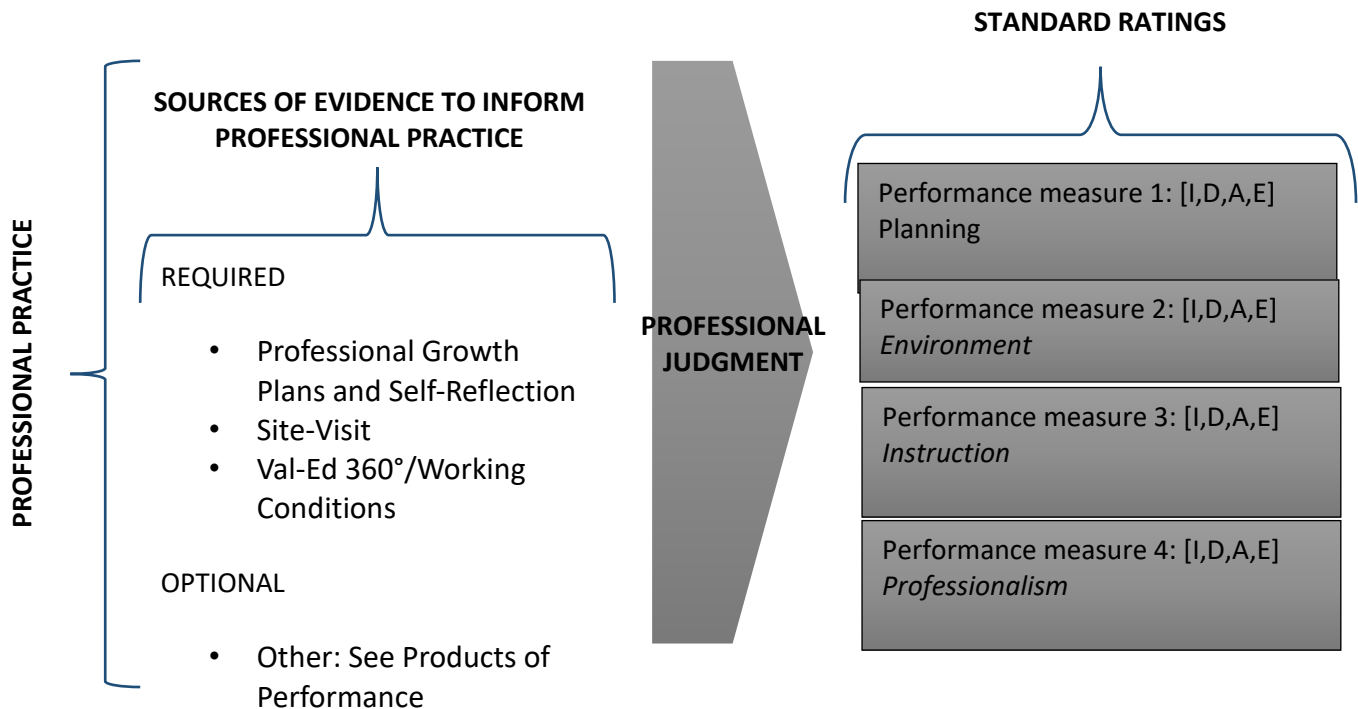 STANDARD RATINGS
SOURCES OF EVIDENCE TO INFORM
PROFESSIONAL PRACTICE
PROFESSIONAL PRACTICE
REQUIRED
• Professional Growth
Plans and Self-Reflection
• Site-Visit
• Val-Ed 360°/Working
Conditions
OPTIONAL
• Other: See Products of
Performance
PROFESSIONAL
JUDGMENT
Performance measure 1: [I,D,A,E]
Planning
Performance measure 2: [I,D,A,E]
Environment
Performance measure 3: [I,D,A,E]
Instruction
Performance measure 4: [I,D,A,E]
Professionalism